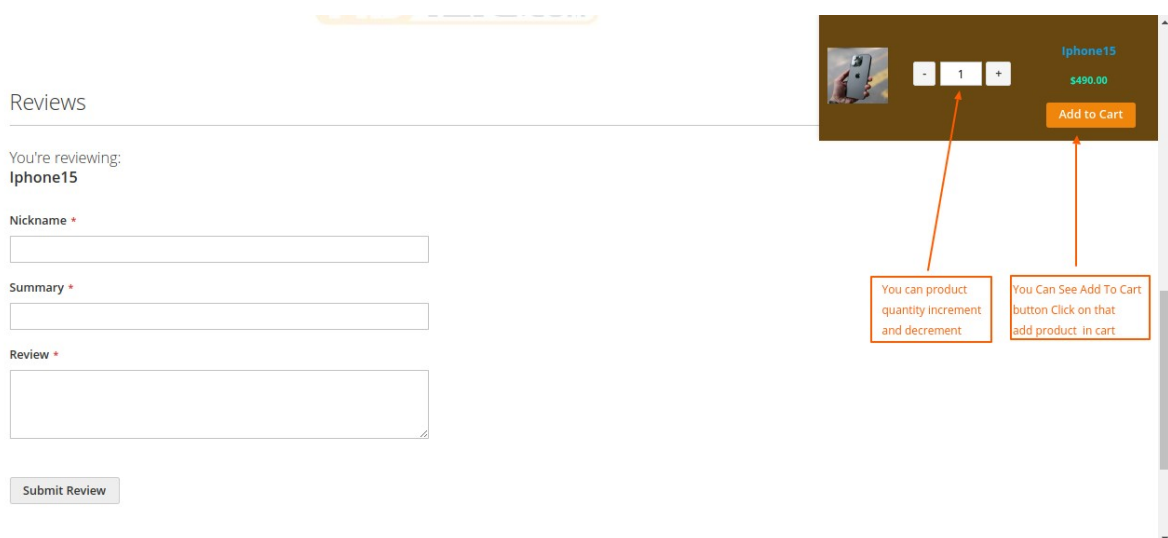 Reviews
You're reviewing:
Iphone15
Nickname *
Summary *
Review *
Submit Review
- 1 +
Iphone15
$490.00
Add to Cart
You can product
quantity increment
and decrement
You Can See Add To Cart
button Click on that
add product in cart